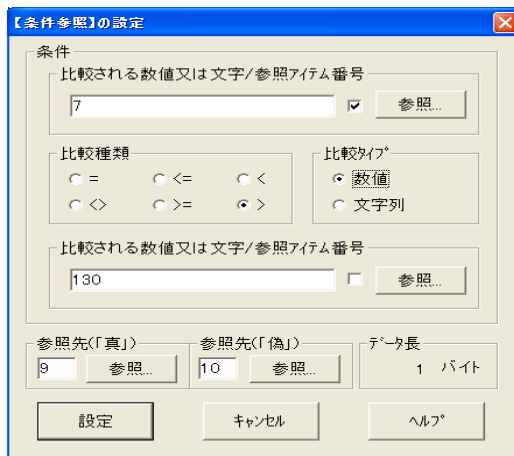 【条件参照】の設定
条件
比較される数値又は文字/参照アイテム番号
7
参照...
比較種類
= <= <
<> >= >
比較タイプ
数値
文字列
比較される数値又は文字/参照アイテム番号
130
参照...
参照先(「真」)
9 参照...
参照先(「偽」)
10 参照...
データ長
1 バイト
設定 キャンセル ヘルプ